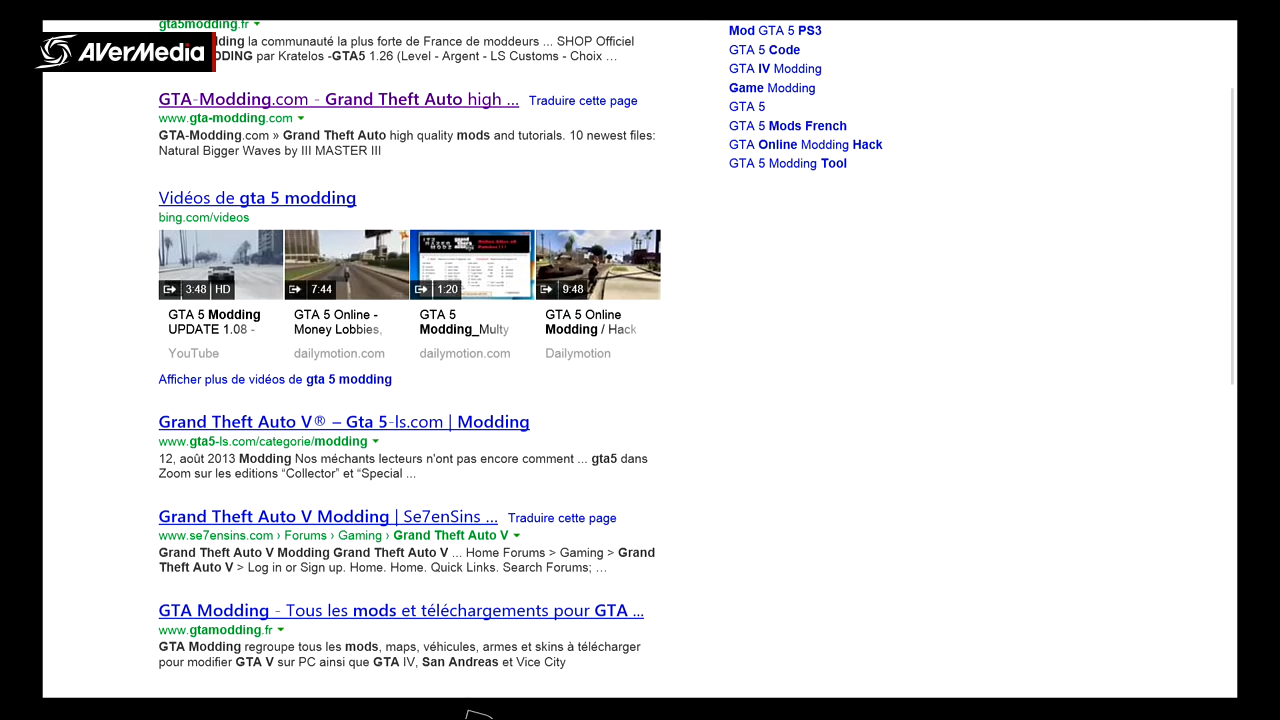 gta5modding.fr
AVerMedia
dding la communauté la plus forte de France de moddeurs ... SHOP Officiel
ODING par Kratelos -GTA5 1.26 (Level - Argent - LS Customs - Choix ...
GTA-Modding.com - Grand Theft Auto high ... Traduire cette page
www.gta-modding.com
GTA-Modding.com » Grand Theft Auto high quality mods and tutorials. 10 newest files:
Natural Bigger Waves by III MASTER III
Vidéos de gta 5 modding
bing.com/videos
3:48 HD
7:44
1:20
9:48
GTA 5 Modding
UPDATE 1.08 -
YouTube
GTA 5 Online -
Money Lobbies,
dailymotion.com
GTA 5
Modding_Multy
dailymotion.com
GTA 5 Online
Modding / Hack
Dailymotion
Afficher plus de vidéos de gta 5 modding
Grand Theft Auto V® – Gta 5-ls.com | Modding
www.gta5-ls.com/categorie/modding
12, août 2013 Modding Nos méchants lecteurs n'ont pas encore comment ... gta5 dans
Zoom sur les editions “Collector” et “Special ...
Grand Theft Auto V Modding | Se7enSins ... Traduire cette page
www.se7ensins.com › Forums › Gaming › Grand Theft Auto V
Grand Theft Auto V Modding Grand Theft Auto V ... Home Forums > Gaming > Grand
Theft Auto V > Log in or Sign up. Home. Home. Quick Links. Search Forums; ...
GTA Modding - Tous les mods et téléchargements pour GTA ...
www.gtamodding.fr
GTA Modding regroupe tous les mods, maps, véhicules, armes et skins à télécharger
pour modifier GTA V sur PC ainsi que GTA IV, San Andreas et Vice City
Mod GTA 5 PS3
GTA 5 Code
GTA IV Modding
Game Modding
GTA 5
GTA 5 Mods French
GTA Online Modding Hack
GTA 5 Modding Tool